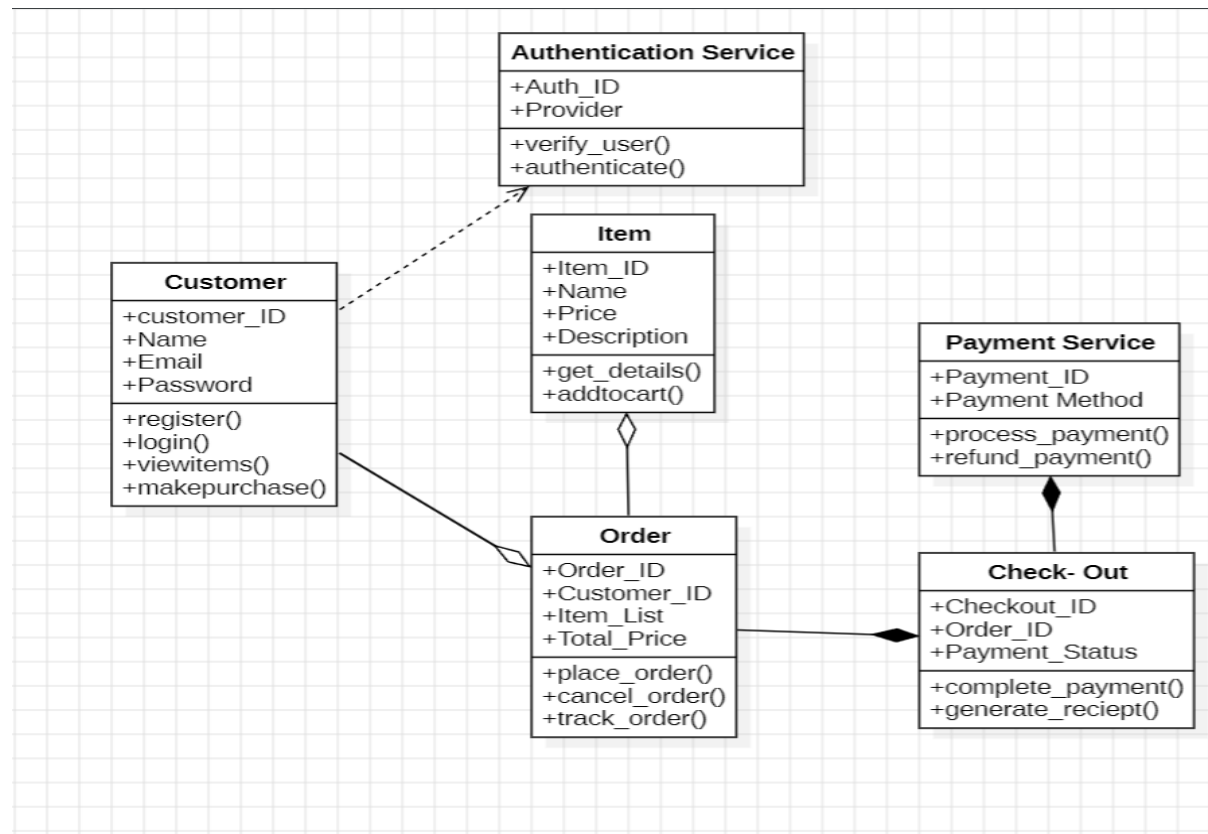 Authentication Service
+Auth_ID
+Provider
+verify_user()
+authenticate()
Item
+Item_ID
+Name
+Price
+Description
+get_details()
+addtocart()
Customer
+customer_ID
+Name
+Email
+Password
+register()
+login()
+viewitems()
+makepurchase()
Payment Service
+Payment_ID
+Payment Method
+process_payment()
+refund_payment()
Order
+Order_ID
+Customer_ID
+Item_List
+Total_Price
+place_order()
+cancel_order()
+track_order()
Check- Out
+Checkout_ID
+Order_ID
+Payment_Status
+complete_payment()
+generate_reciept()